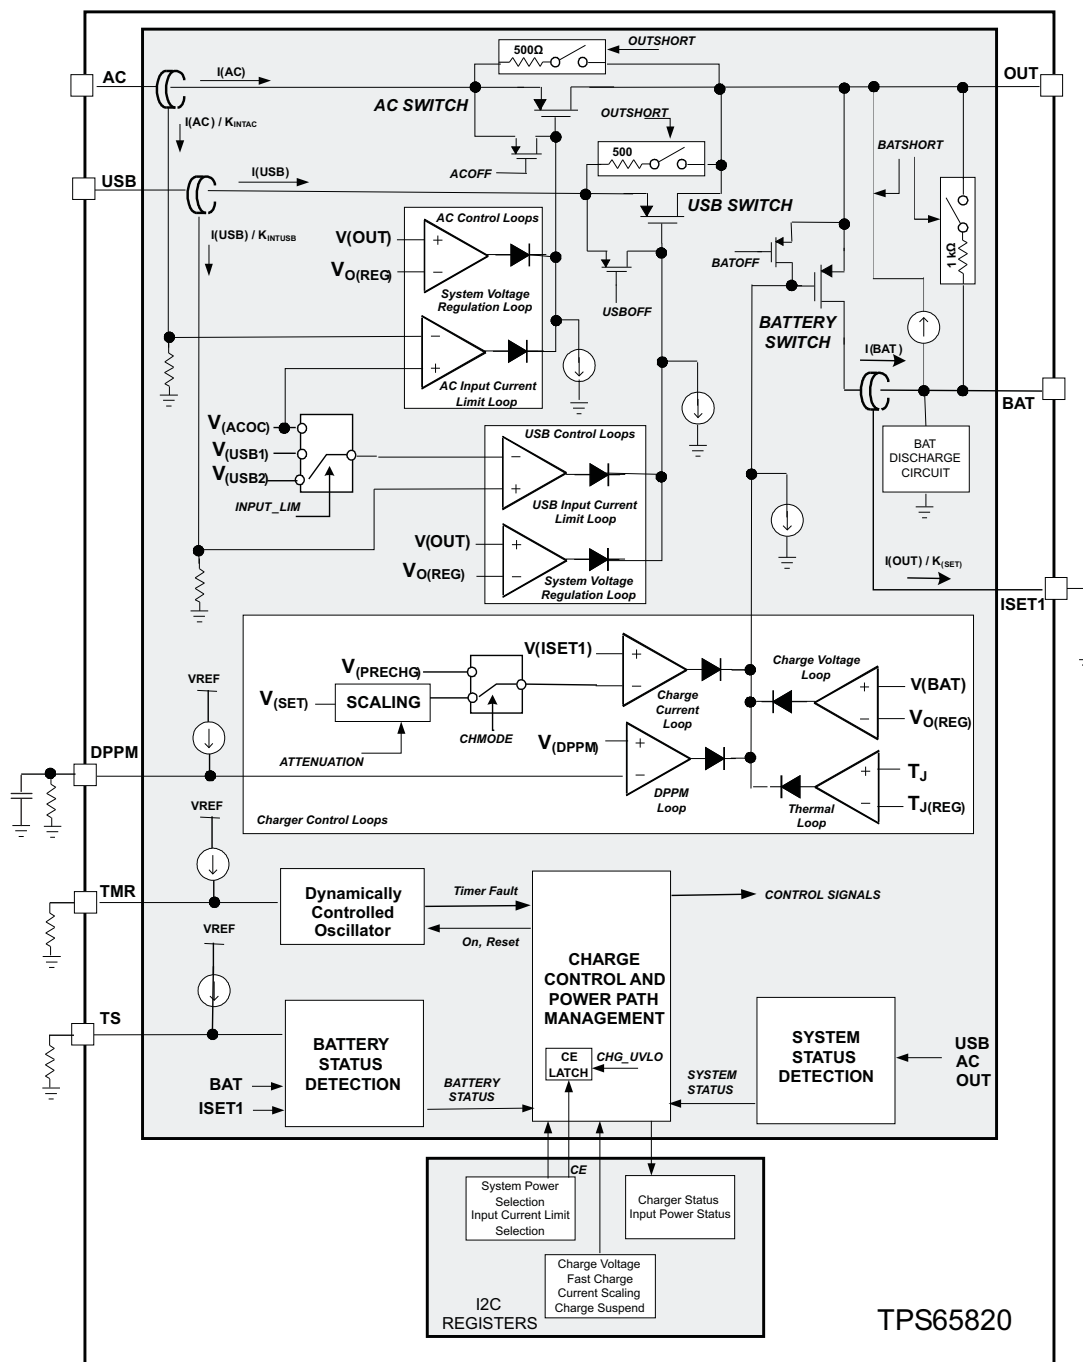 500Ω
OUTSHORT
AC
I(AC)
OUT
AC SWITCH
OUTSHORT
I(AC) / KINTAC
500
BATSHORT
ACOFF
USB
I(USB)
USB SWITCH
AC Control Loops
I(USB) / KINTUSB
V(OUT)
+
VO(REG)
−
BATOFF
1 kΩ
System Voltage
Regulation Loop
USBOFF
BATTERY
SWITCH
−
+
I(BAT)
AC Input Current
Limit Loop
BAT
V(ACOC)
V(USB1)
V(USB2)
USB Control Loops
−
+
BAT
DISCHARGE
CIRCUIT
INPUT_LIM
USB Input Current
Limit Loop
V(OUT)
+
VO(REG)
−
I(OUT) / K(SET)
System Voltage
Regulation Loop
ISET1
V(ISET1)
+
−
Charge Voltage
Loop
V(PRECHG)
VREF
V(SET)
SCALING
Charge
Current
Loop
+
V(BAT)
−
VO(REG)
CHMODE
DPPM
ATTENUATION
V(DPPM)
+
−
+
TJ
−
TJ(REG)
DPPM
Loop
Thermal
Loop
VREF
Charger Control Loops
TMR
Dynamically
Controlled
Oscillator
Timer Fault
CONTROL SIGNALS
VREF
On, Reset
CHARGE
CONTROL AND
POWER PATH
MANAGEMENT
TS
BATTERY
STATUS
DETECTION
SYSTEM
STATUS
DETECTION
USB
AC
OUT
CE
LATCH
CHG_UVLO
BAT
ISET1
BATTERY
STATUS
SYSTEM
STATUS
CE
System Power
Selection
Input Current Limit
Selection
Charger Status
Input Power Status
Charge Voltage
Fast Charge
Current Scaling
Charge Suspend
I2C
REGISTERS
TPS65820